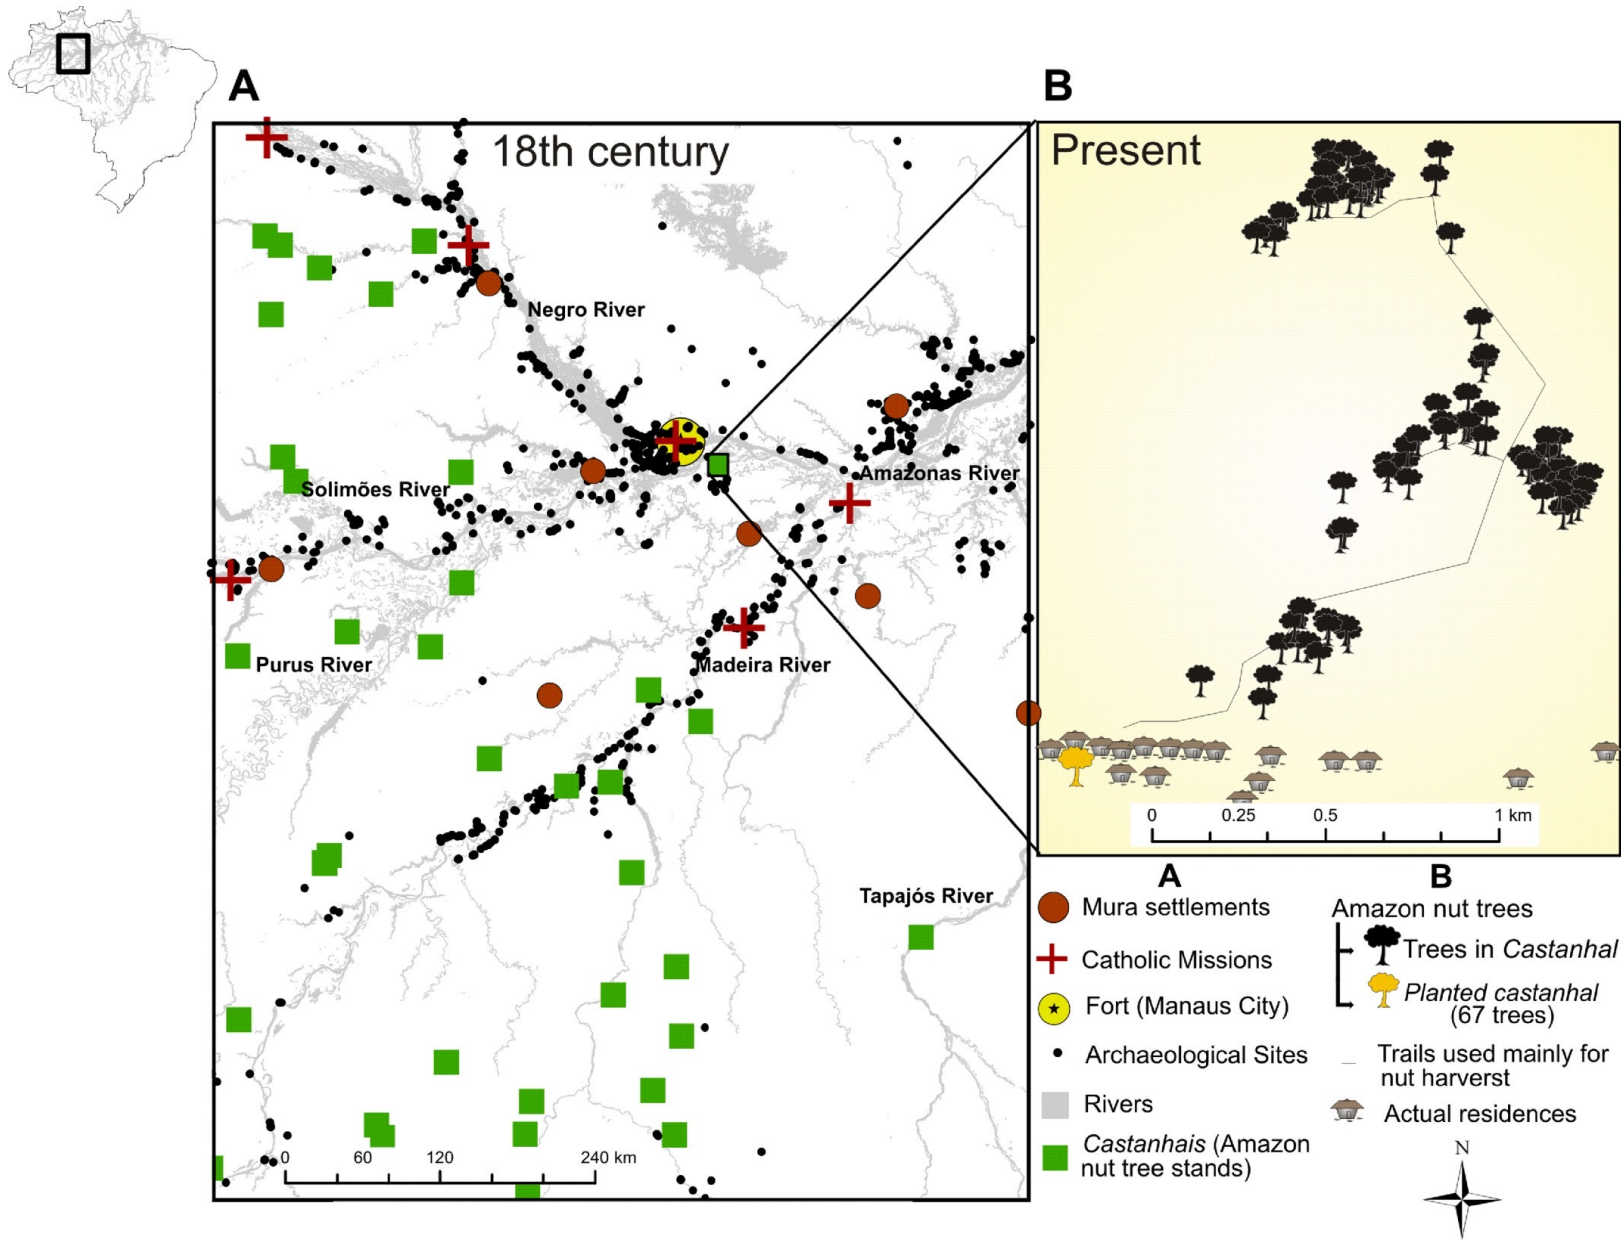 A
B
18th century
Present
Negro River
Amazonas River
Solimões River
Purus River
Madeira River
Tapajós River
0 60 120 240 km
0 0.25 0.5 1 km
A
Mura settlements
Catholic Missions
Fort (Manaus City)
Archaeological Sites
Rivers
Castanhais (Amazon
nut tree stands)
B
Amazon nut trees
Trees in Castanhal
Planted castanhal
(67 trees)
Trails used mainly for
nut harverst
Actual residences
N